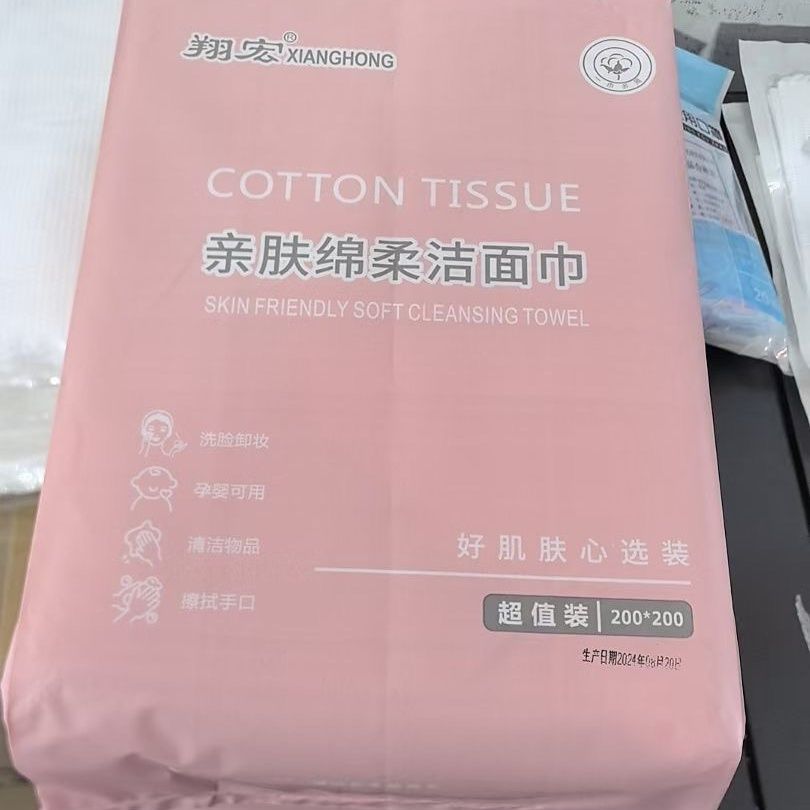 翔宏® XIANGHONG
COTTON TISSUE
亲肤绵柔洁面巾
SKIN FRIENDLY SOFT CLEANSING TOWEL
洗脸卸妆
孕婴可用
清洁物品
擦拭手口
好肌肤心选装
超值装 | 200*200
生产日期2024年08月20日